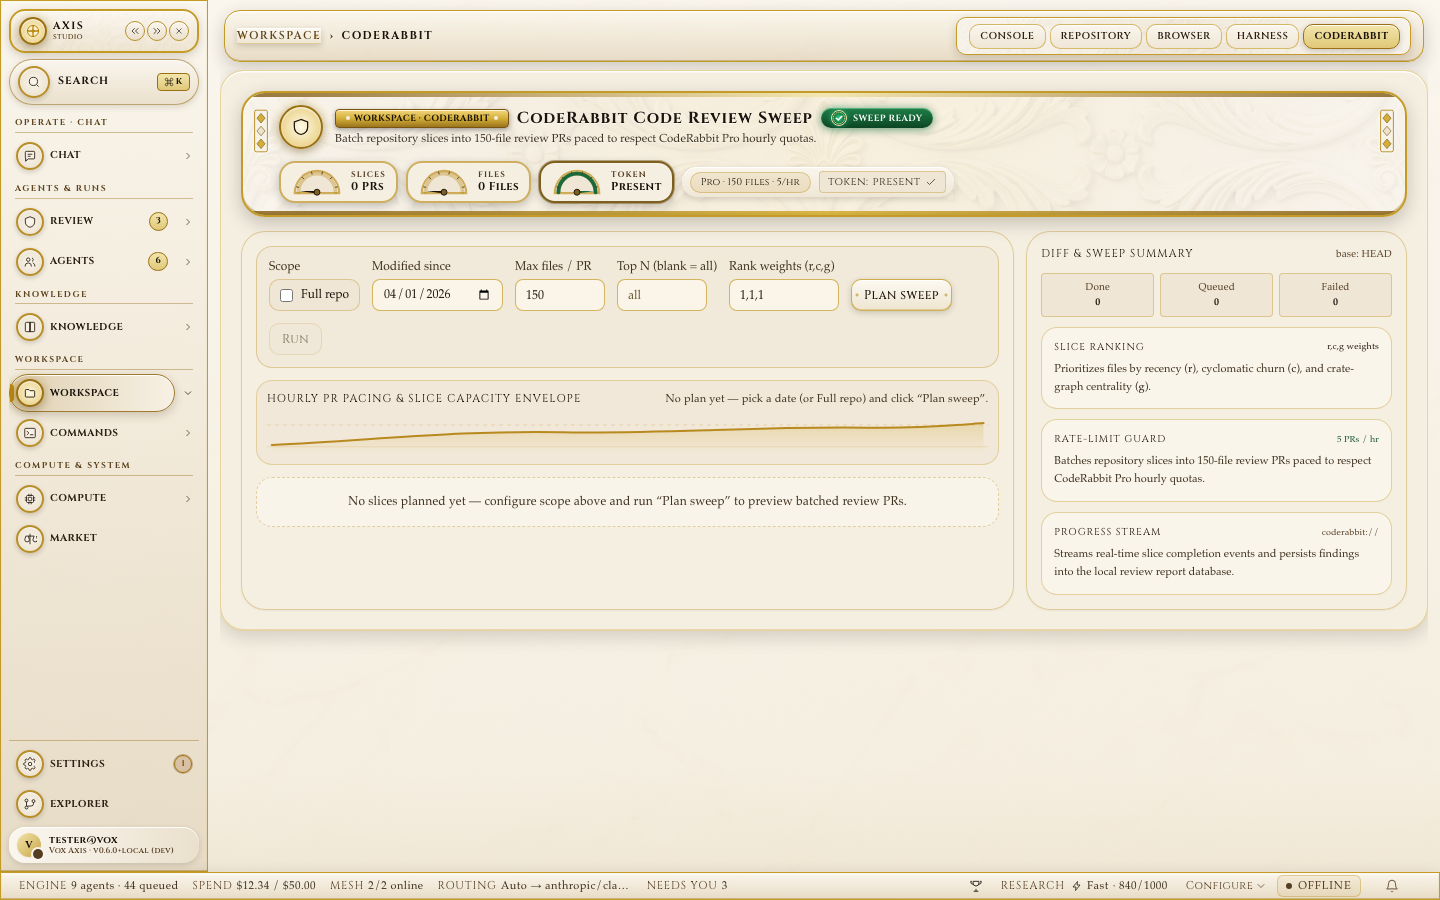 AXIS
STUDIO
SEARCH
⌘ K
OPERATE · CHAT
CHAT
AGENTS & RUNS
REVIEW 3
AGENTS 6
KNOWLEDGE
KNOWLEDGE
WORKSPACE
WORKSPACE
COMMANDS
COMPUTE & SYSTEM
COMPUTE
MARKET
SETTINGS 1
EXPLORER
V
TESTER@VOX
VOX AXIS · V0.6.0+LOCAL (DEV)
WORKSPACE › CODERABBIT
CONSOLE REPOSITORY BROWSER HARNESS CODERABBIT
WORKSPACE · CODERABBIT CODERABBIT CODE REVIEW SWEEP SWEEP READY
Batch repository slices into 150-file review PRs paced to respect CodeRabbit Pro hourly quotas.
SLICES
0 PRS
FILES
0 FILES
TOKEN
PRESENT
PRO · 150 FILES · 5/HR
TOKEN: PRESENT ✓
Scope Modified since Max files / PR Top N (blank = all) Rank weights (r,c,g)
Full repo 04/01/2026 150 all 1,1,1 PLAN SWEEP
RUN
HOURLY PR PACING & SLICE CAPACITY ENVELOPE No plan yet — pick a date (or Full repo) and click “Plan sweep”.
No slices planned yet — configure scope above and run “Plan sweep” to preview batched review PRs.
DIFF & SWEEP SUMMARY base: HEAD
Done Queued Failed
0 0 0
SLICE RANKING r,c,g weights
Prioritizes files by recency (r), cyclomatic churn (c), and crate-
graph centrality (g).
RATE-LIMIT GUARD 5 PRs / hr
Batches repository slices into 150-file review PRs paced to respect
CodeRabbit Pro hourly quotas.
PROGRESS STREAM coderabbit://
Streams real-time slice completion events and persists findings
into the local review report database.
ENGINE 9 agents · 44 queued SPEND $12.34 / $50.00 MESH 2/2 online ROUTING Auto → anthropic/cla... NEEDS YOU 3 RESEARCH Fast · 840/1000 CONFIGURE OFFLINE